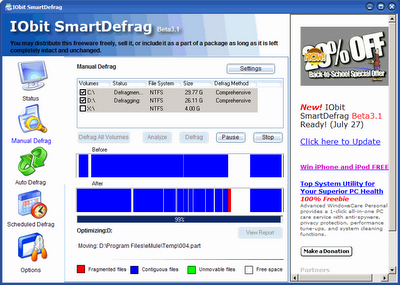 IObit SmartDefrag
IObit SmartDefrag Beta3.1
You may distribute this freeware freely, sell it, or include it as a part of a package as long as it is left
completely intact and unchanged.
Status
Manual Defrag
Auto Defrag
Scheduled Defrag
Options
Manual Defrag
Settings
Volumes Status File System Size Defrag Method
C:\ Defragmen... NTFS 29.77 G Comprehensive
D:\ Defragging: NTFS 26.11 G Comprehensive
X:\ NTFS 4.00 G
Defrag All Volumes Analyze Defrag Pause Stop
Before
After
99%
Optimizing D:
View Report
Moving: D:\Program Files\eMule\Temp\004.part
Fragmented files Contiguous files Unmovable files Free space
0% OFF
Back-to-School Special Offer
New! IObit
SmartDefrag Beta3.1
Ready! (July 27)
Click here to Update
Win iPhone and iPod FREE
Top System Utility for
Your Superior PC Health
100% Freebie
Advanced WindowsCare Personal
provides a 1-click all-in-one PC
care service with anti-spyware,
privacy protection, performance
tune-ups, and system cleaning
functions.
Make a Donation
Partners